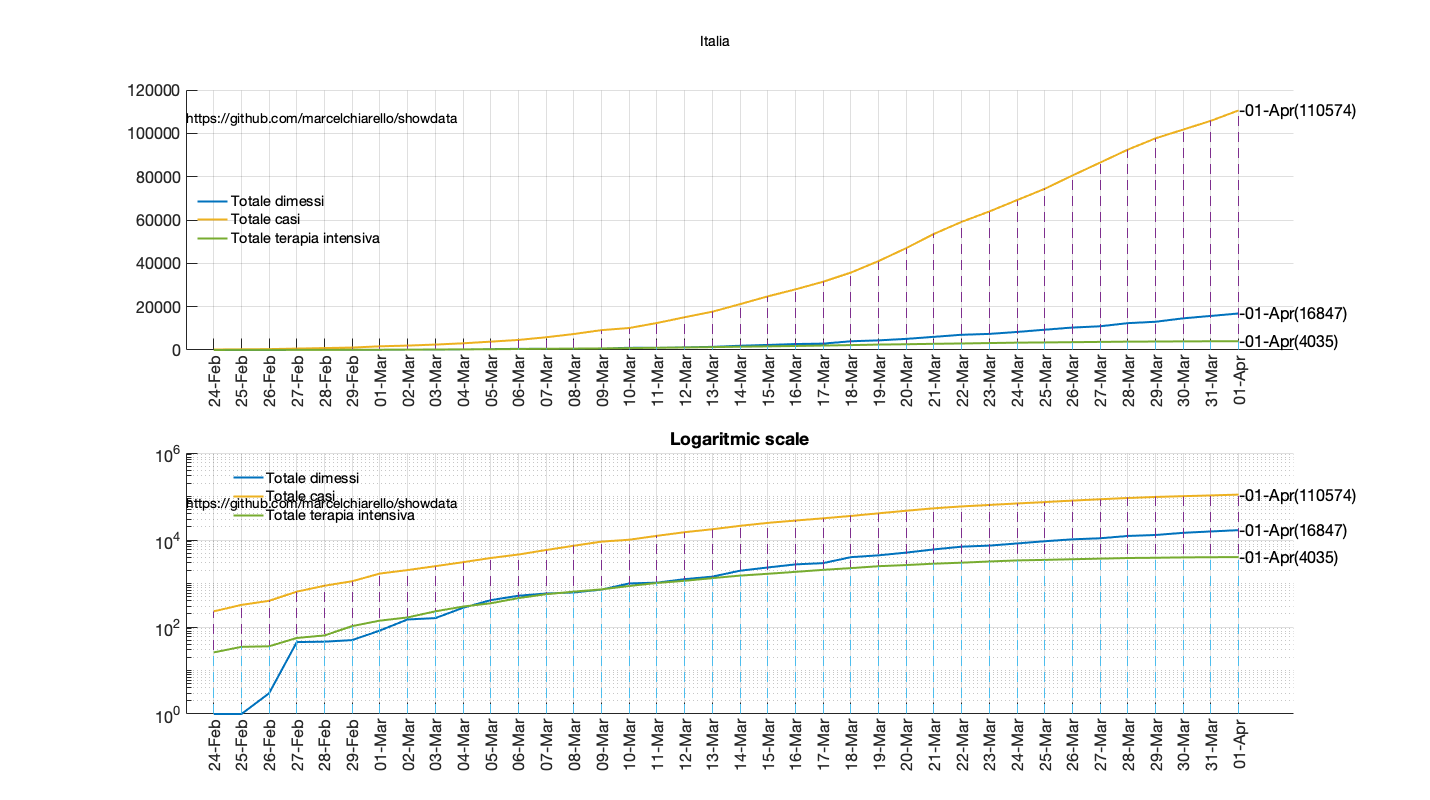 Italia
120000
https://github.com/marcelchiarello/showdata
-01-Apr(110574)
100000
80000
Totale dimessi
Totale casi
60000
Totale terapia intensiva
40000
20000
-01-Apr(16847)
-01-Apr(4035)
0
24-Feb 25-Feb 26-Feb 27-Feb 28-Feb 29-Feb 01-Mar 02-Mar 03-Mar 04-Mar 05-Mar 06-Mar 07-Mar 08-Mar 09-Mar 10-Mar 11-Mar 12-Mar 13-Mar 14-Mar 15-Mar 16-Mar 17-Mar 18-Mar 19-Mar 20-Mar 21-Mar 22-Mar 23-Mar 24-Mar 25-Mar 26-Mar 27-Mar 28-Mar 29-Mar 30-Mar 31-Mar 01-Apr
Logaritmic scale
10^6
Totale dimessi
Totale casi
-01-Apr(110574)
https://github.com/marcelchiarello/showdata
Totale terapia intensiva
-01-Apr(16847)
10^4
-01-Apr(4035)
10^2
10^0
24-Feb 25-Feb 26-Feb 27-Feb 28-Feb 29-Feb 01-Mar 02-Mar 03-Mar 04-Mar 05-Mar 06-Mar 07-Mar 08-Mar 09-Mar 10-Mar 11-Mar 12-Mar 13-Mar 14-Mar 15-Mar 16-Mar 17-Mar 18-Mar 19-Mar 20-Mar 21-Mar 22-Mar 23-Mar 24-Mar 25-Mar 26-Mar 27-Mar 28-Mar 29-Mar 30-Mar 31-Mar 01-Apr